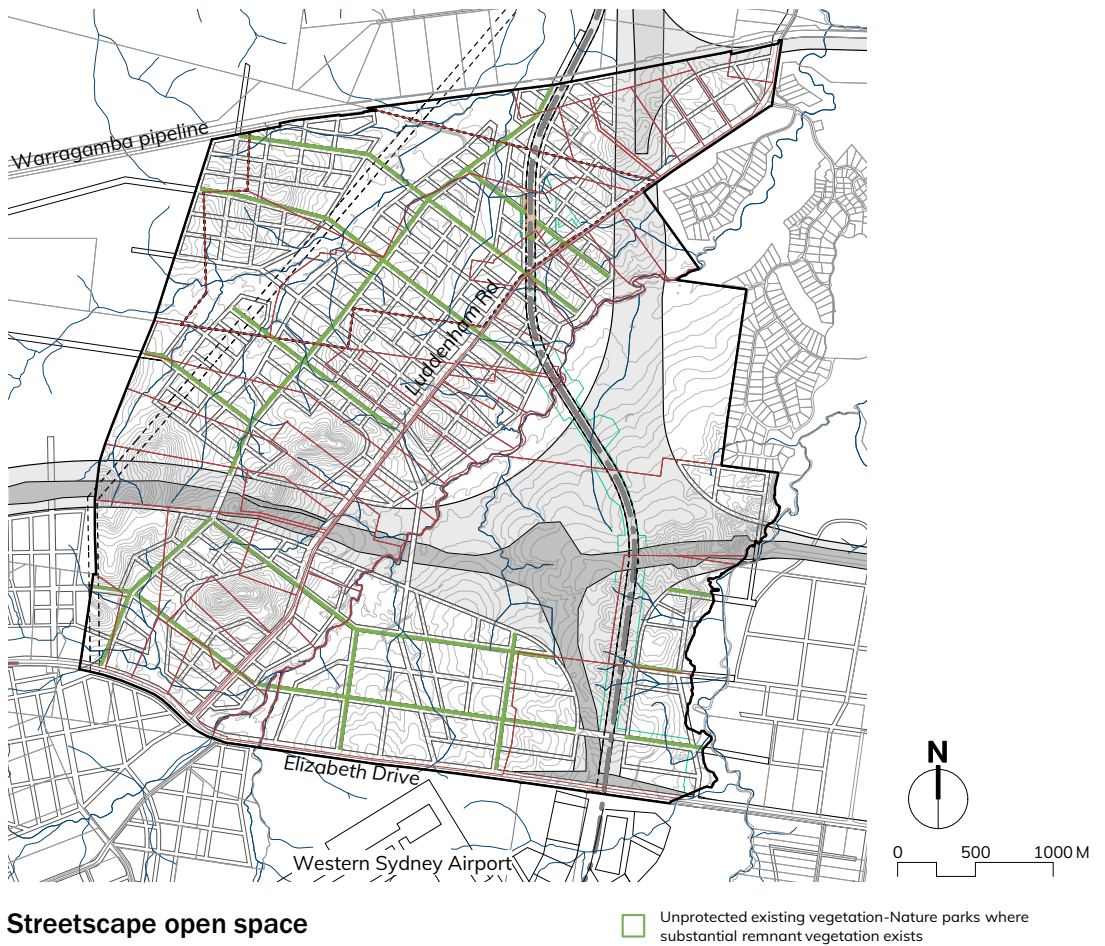 Warragamba pipeline
Luddenham Rd
Elizabeth Drive
Western Sydney Airport
N
0 500 1000 M
Streetscape open space
Unprotected existing vegetation-Nature parks where
substantial remnant vegetation exists